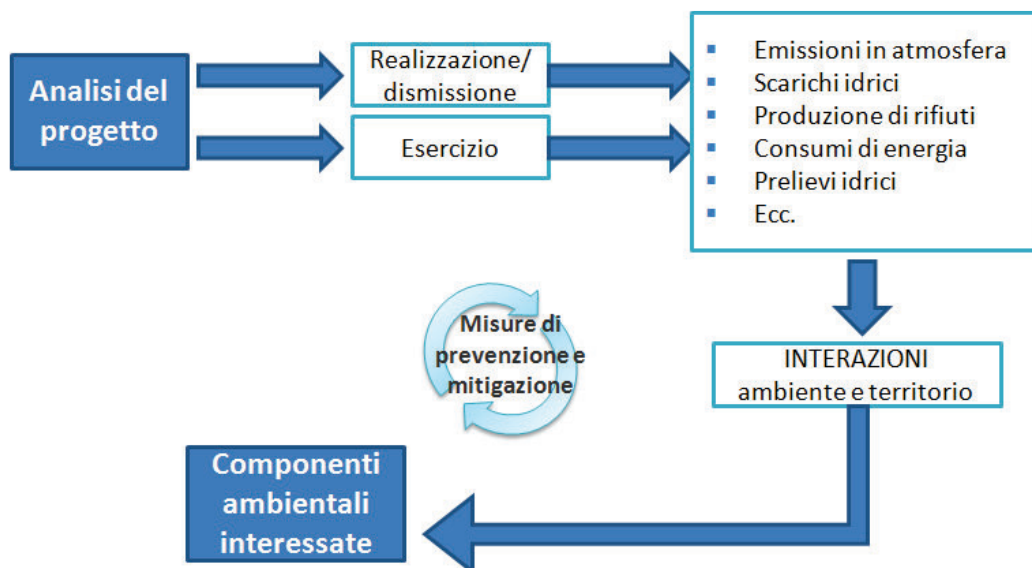 Analisi del
progetto
Realizzazione/
dismissione
Esercizio
Emissioni in atmosfera
Scarichi idrici
Produzione di rifiuti
Consumi di energia
Prelievi idrici
Ecc.
Misure di
prevenzione e
mitigazione
INTERAZIONI
ambiente e territorio
Componenti
ambientali
interessate